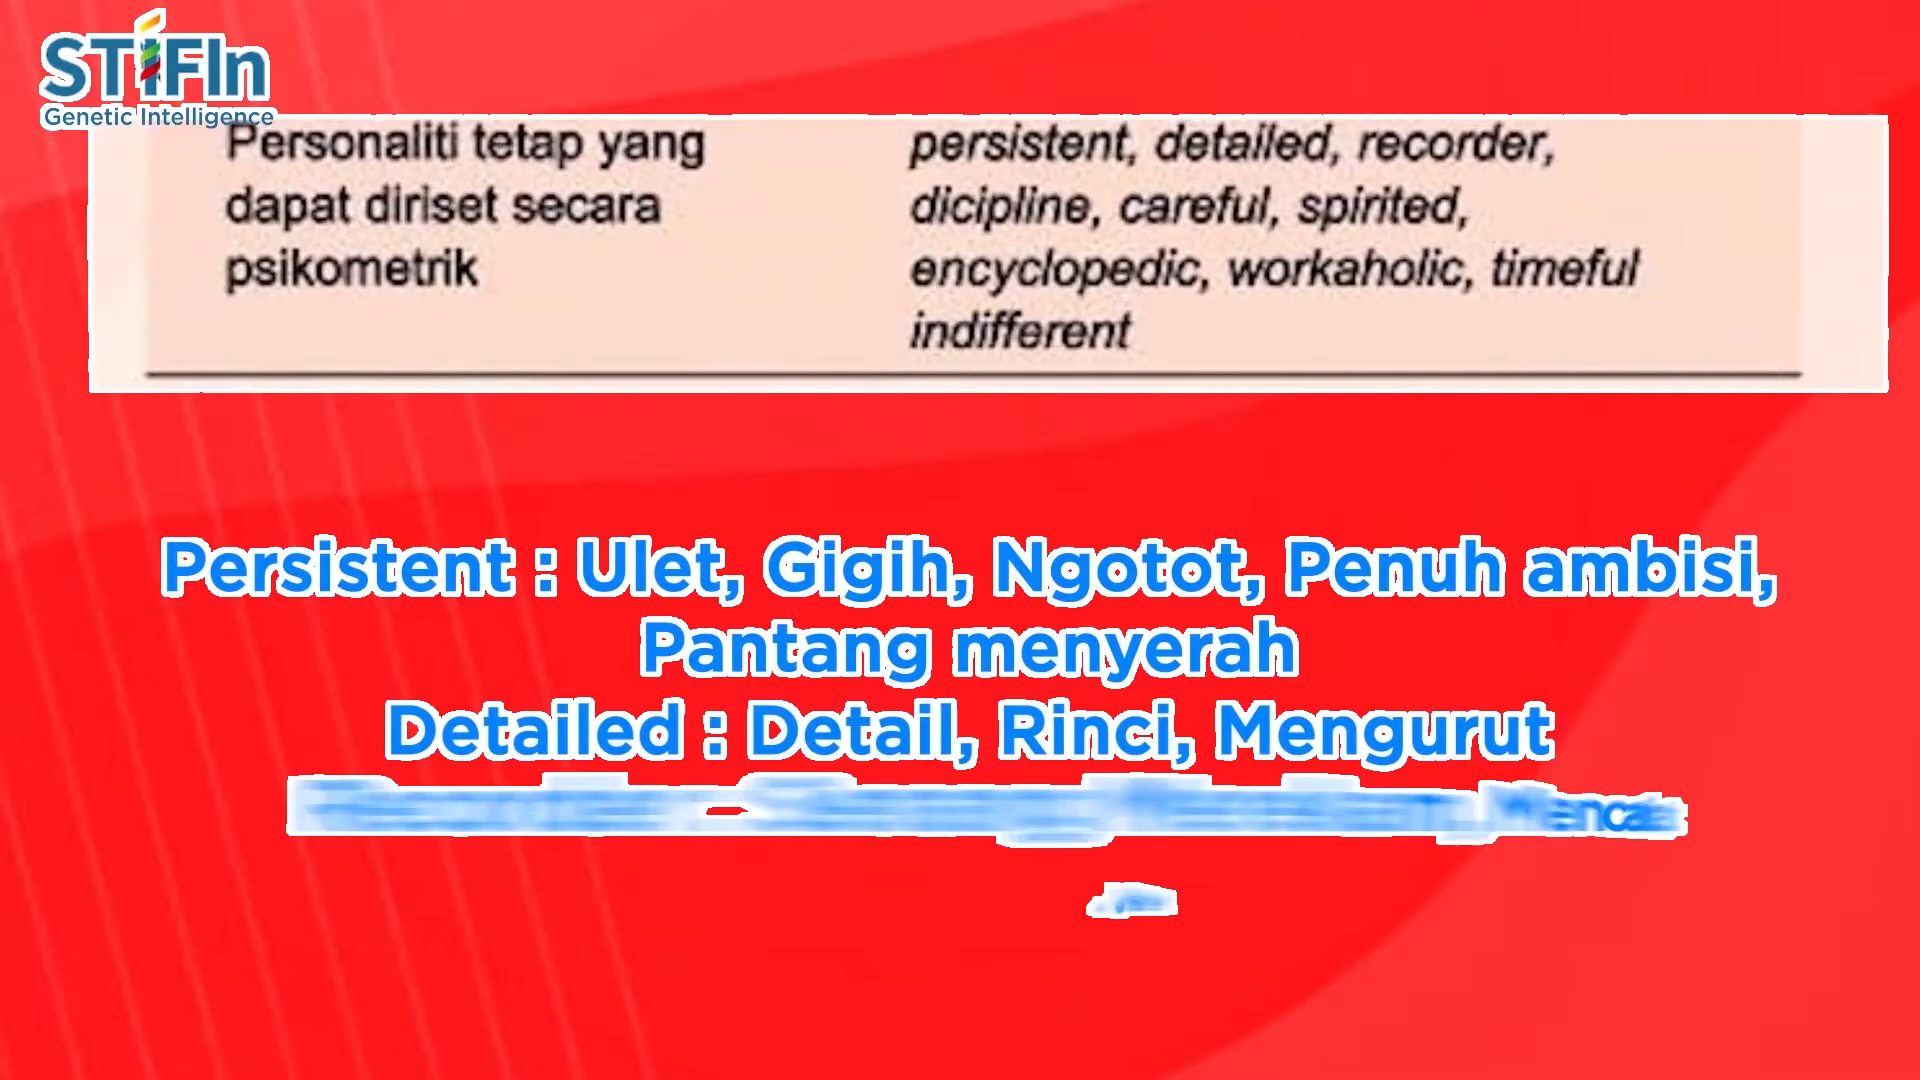 STIFIn
Genetic Intelligence
Personaliti tetap yang
dapat diriset secara
psikometrik
persistent, detailed, recorder,
dicipline, careful, spirited,
encyclopedic, workaholic, timeful
indifferent
Persistent : Ulet, Gigih, Ngotot, Penuh ambisi,
Pantang menyerah
Detailed : Detail, Rinci, Mengurut